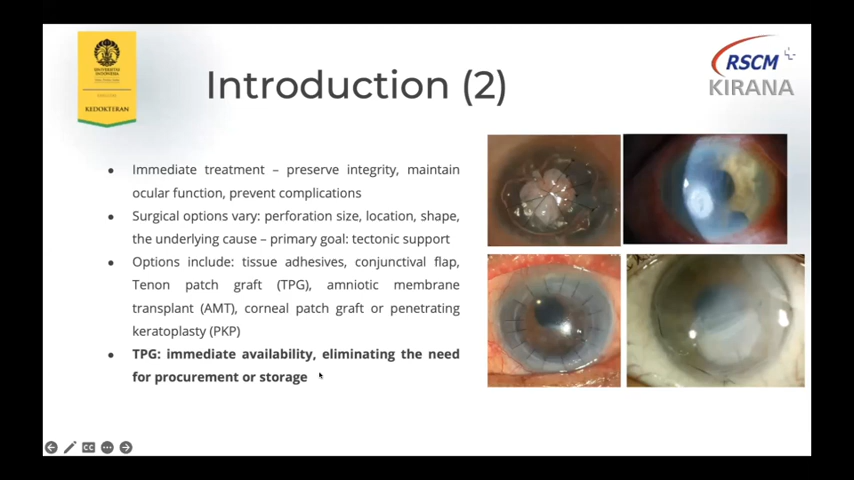 Introduction (2)
UNIVERSITAS
INDONESIA
KEDOKTERAN
RSCM
KIRANA
● Immediate treatment – preserve integrity, maintain
ocular function, prevent complications
● Surgical options vary: perforation size, location, shape,
the underlying cause – primary goal: tectonic support
● Options include: tissue adhesives, conjunctival flap,
Tenon patch graft (TPG), amniotic membrane
transplant (AMT), corneal patch graft or penetrating
keratoplasty (PKP)
● TPG: immediate availability, eliminating the need
for procurement or storage
CC